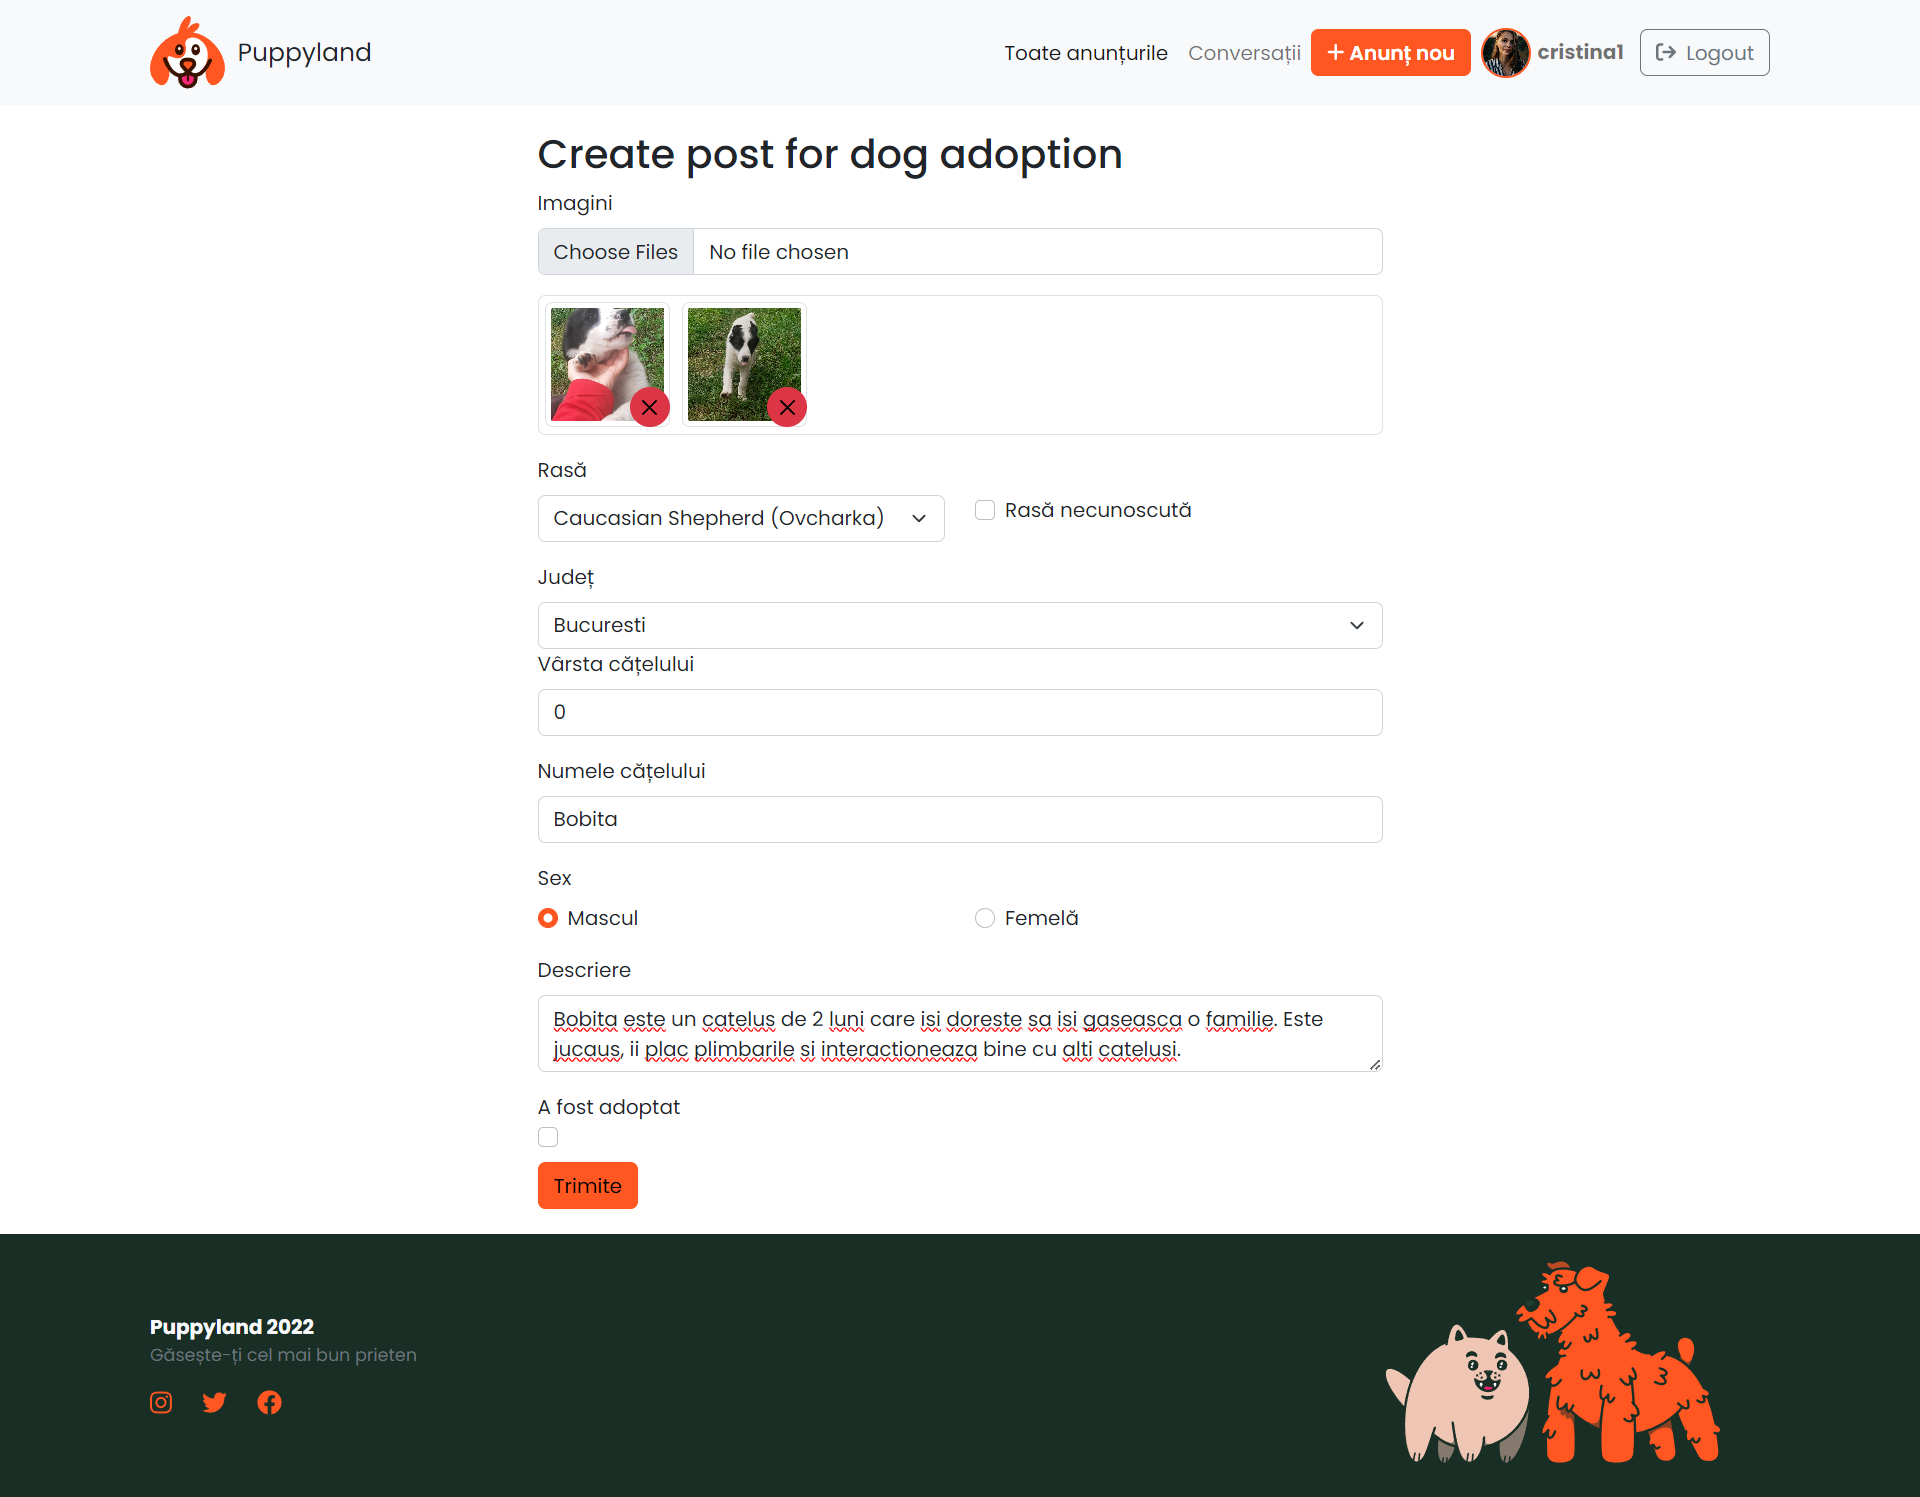 Puppyland
Toate anunțurile
Conversații
Anunț nou
cristina1
Logout
Create post for dog adoption
Imagini
Choose Files
No file chosen
Rasă
Caucasian Shepherd (Ovcharka)
Rasă necunoscută
Județ
Bucuresti
Vârsta cățelului
0
Numele cățelului
Bobita
Sex
Mascul
Femelă
Descriere
Bobita este un catelus de 2 luni care isi doreste sa isi gaseasca o familie. Este
jucaus, ii plac plimbarile si interactioneaza bine cu alti catelusi.
A fost adoptat
Trimite
Puppyland 2022
Găsește-ți cel mai bun prieten